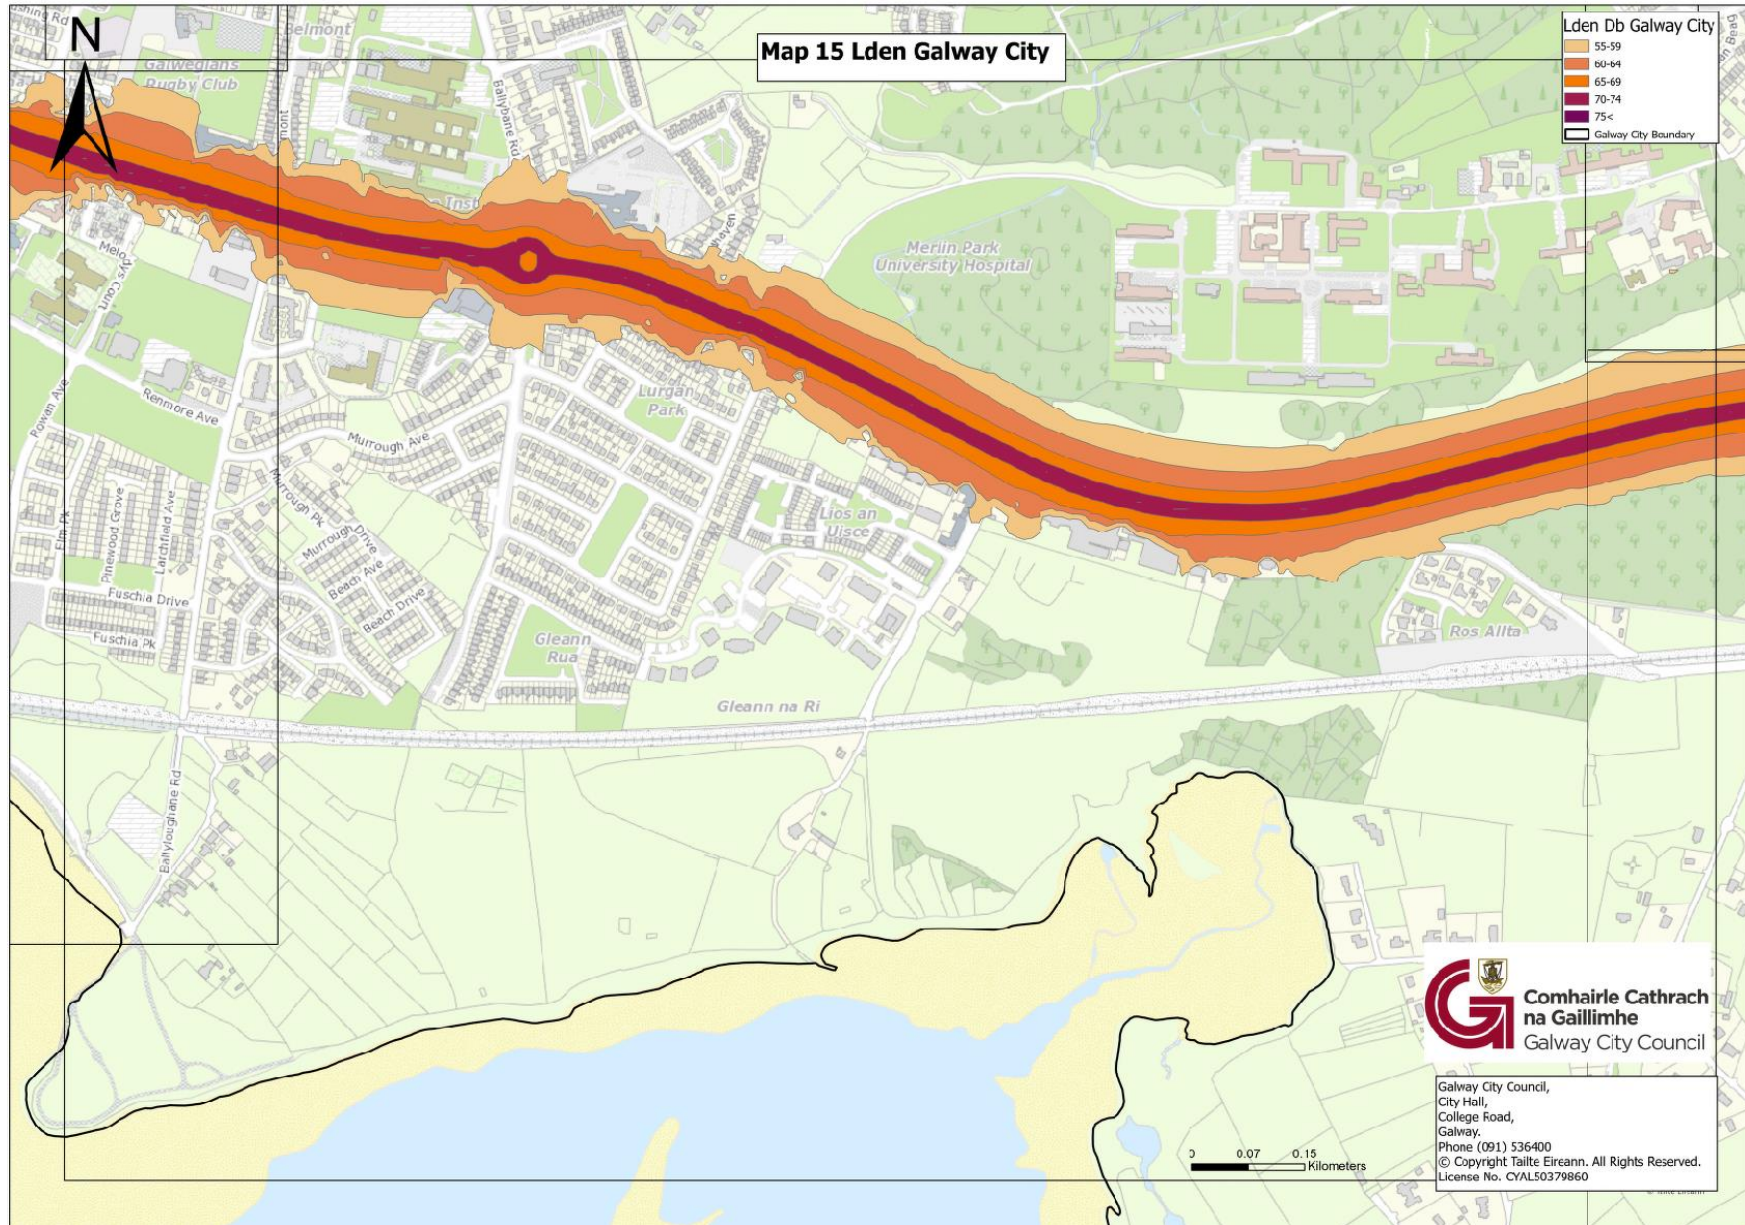 N
Map 15 Lden Galway City
Lden Db Galway City
55-59
60-64
65-69
70-74
75<
Galway City Boundary
Belmont
Galwegians
Rugby Club
Ballybane Rd
Inst
Merlin Park
University Hospital
Court
Rowan Ave
Renmore Ave
Lurgan
Park
Murrough Ave
Murrough Pk
Murrough
Drive
Beach Ave
Beach Drive
Elm Pk
Pinewood Grove
Larchfield Ave
Fuschia Drive
Fuschia Pk
Lios an
Uisce
Gleann
Rua
Ros Allta
Gleann na Ri
Ballyloughane Rd
Comhairle Cathrach
na Gaillimhe
Galway City Council
Galway City Council,
City Hall,
College Road,
Galway.
Phone (091) 536400
© Copyright Tailte Eireann. All Rights Reserved.
License No. CYAL50379860
0 0.07 0.15
Kilometers